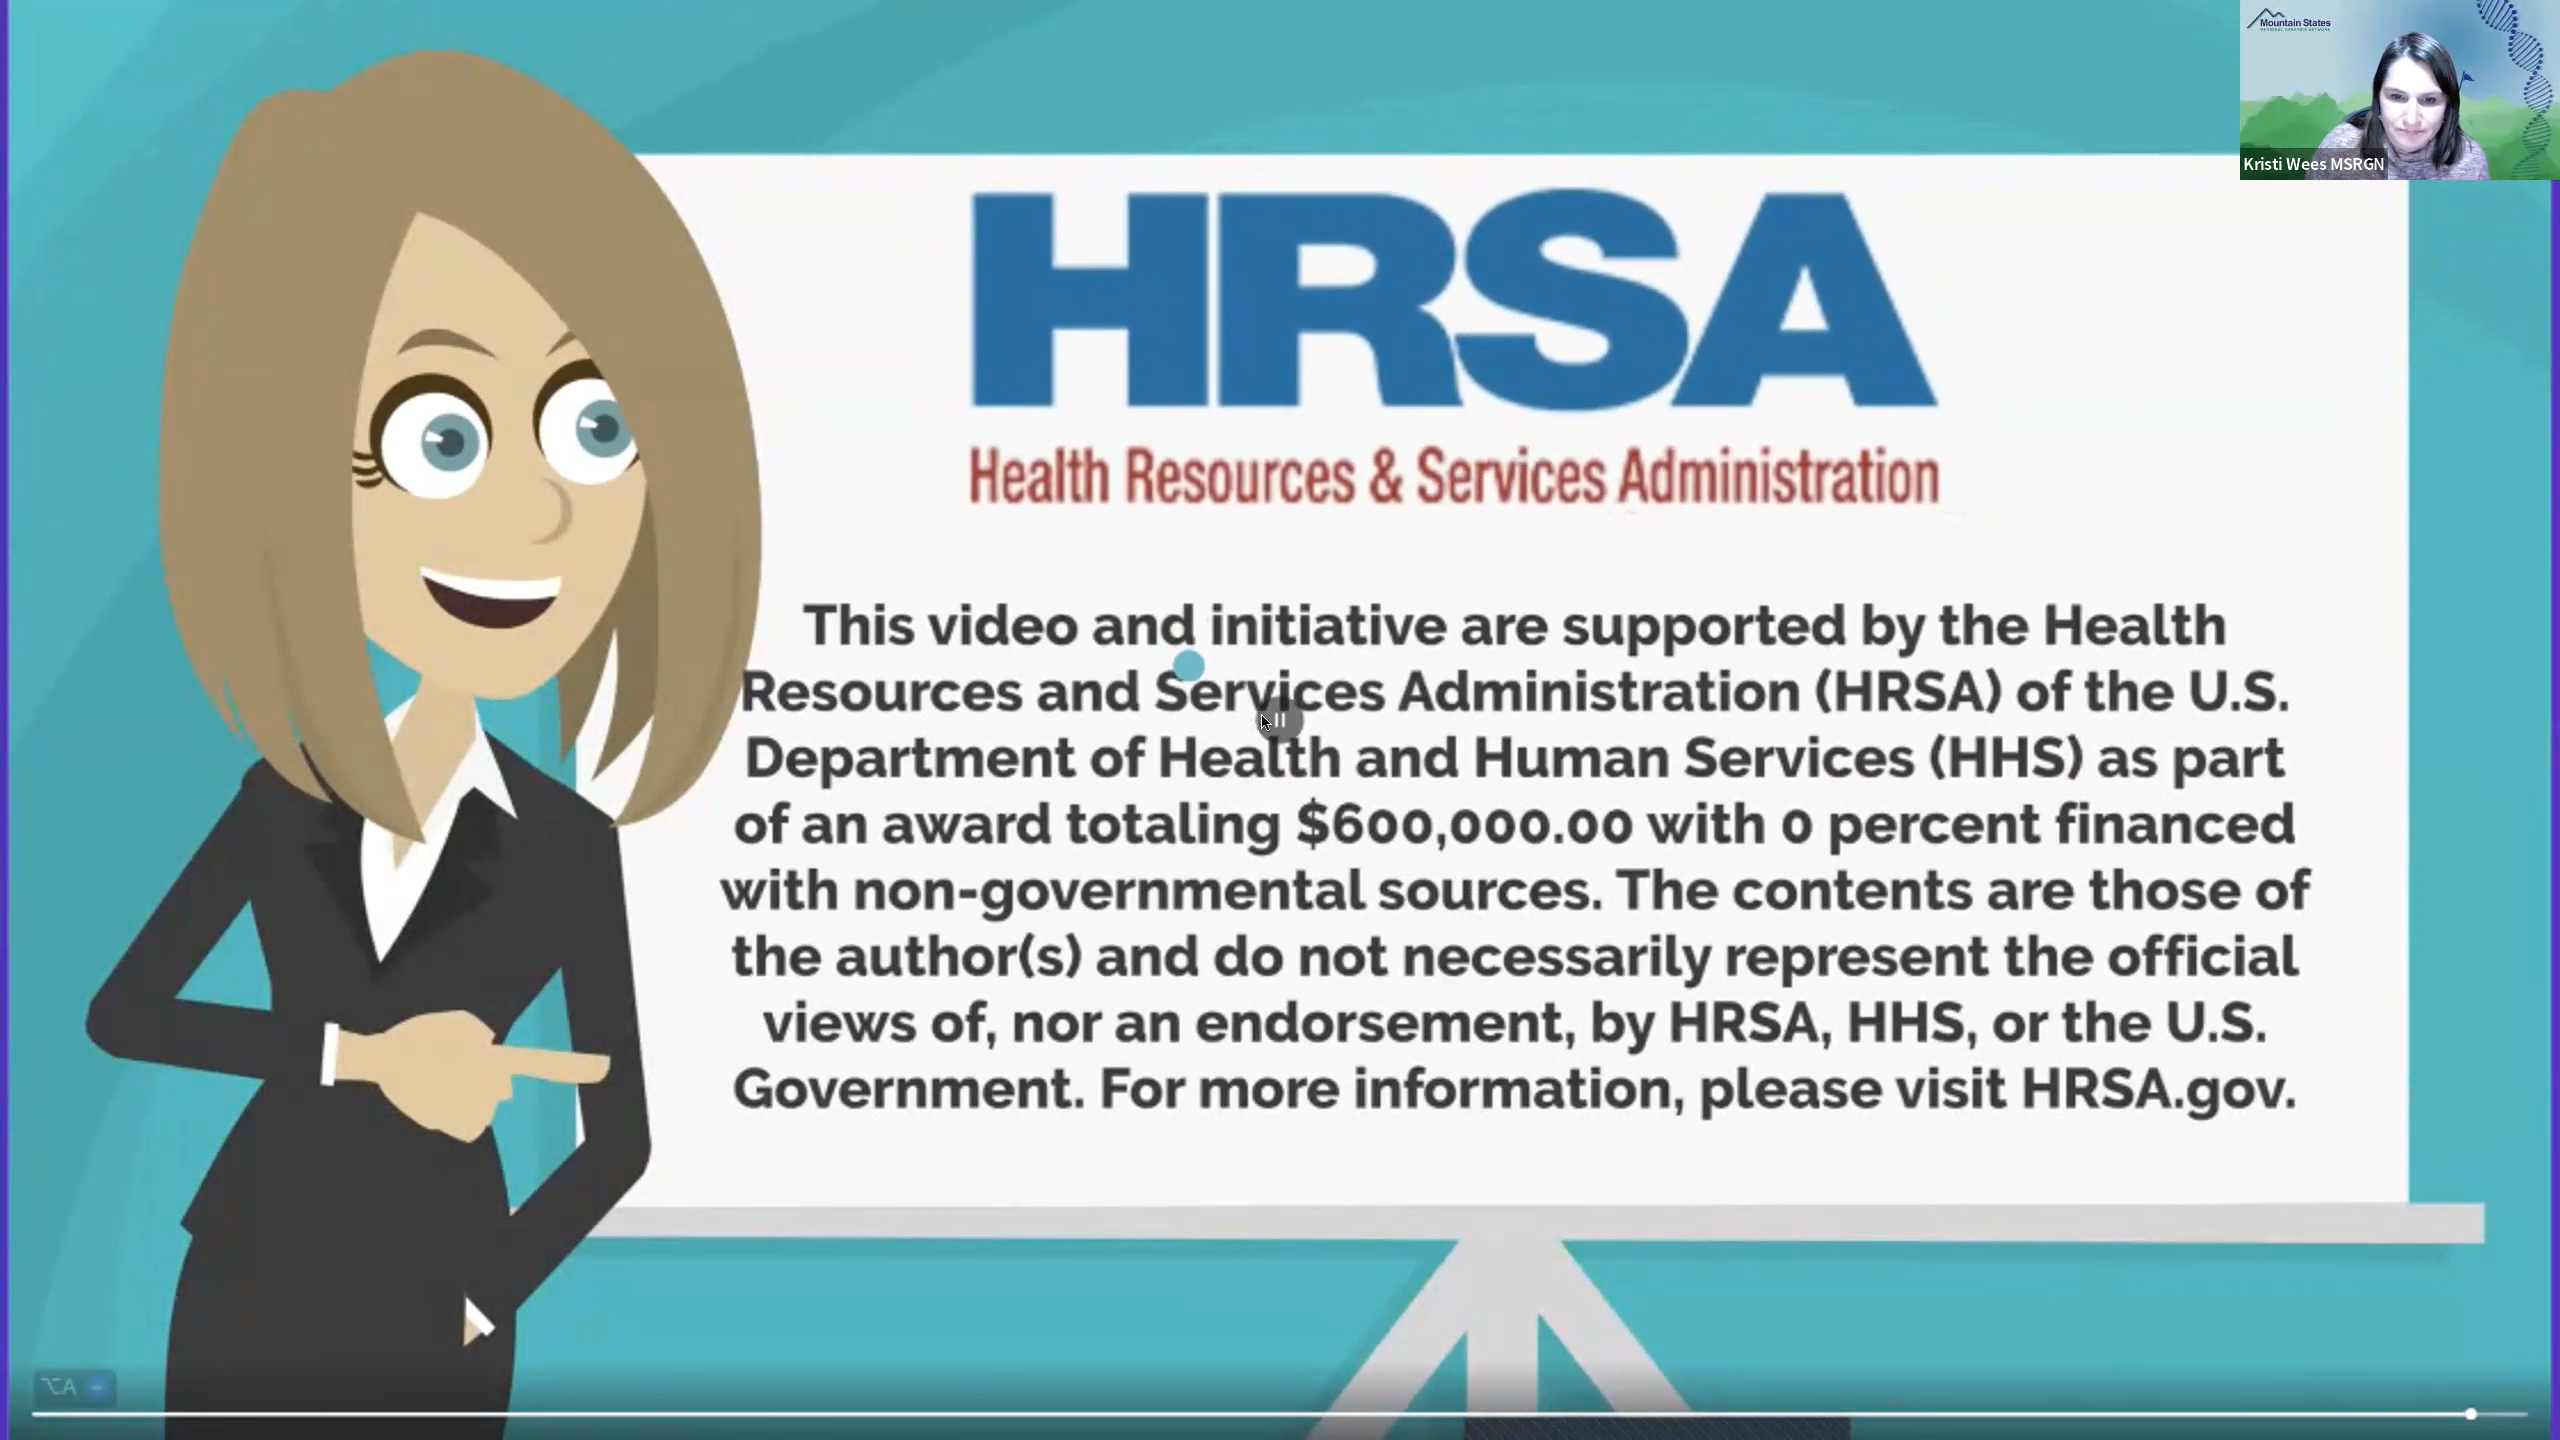 Mountain States
REGIONAL GENETICS NETWORK
Kristi Wees MSRGN
HRSA
Health Resources & Services Administration
This video and initiative are supported by the Health
Resources and Services Administration (HRSA) of the U.S.
Department of Health and Human Services (HHS) as part
of an award totaling $600,000.00 with 0 percent financed
with non-governmental sources. The contents are those of
the author(s) and do not necessarily represent the official
views of, nor an endorsement, by HRSA, HHS, or the U.S.
Government. For more information, please visit HRSA.gov.
⌥A